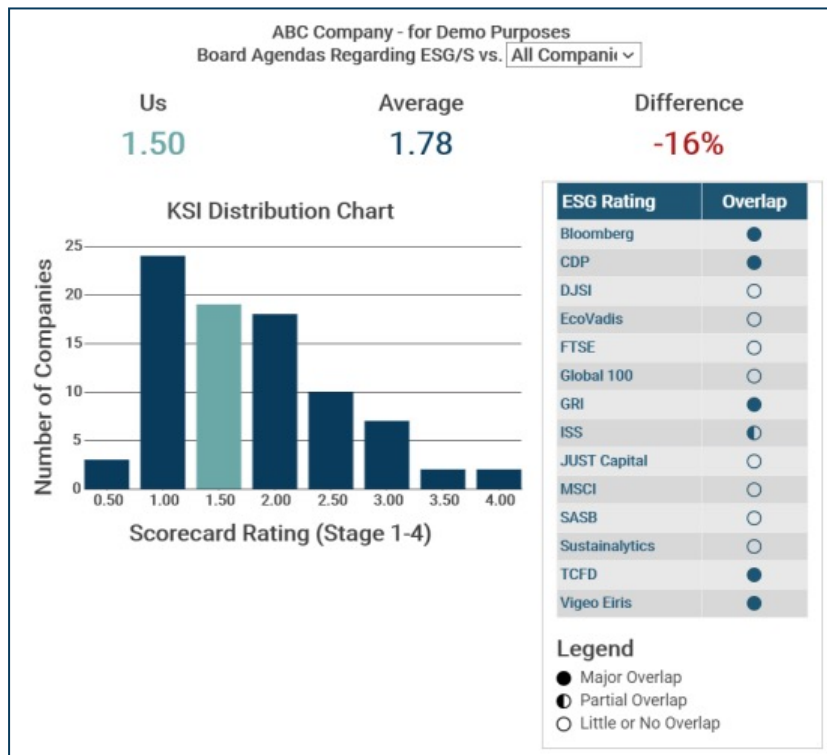 ABC Company - for Demo Purposes
Board Agendas Regarding ESG/S vs. All Compani
Us
Average
Difference
1.50
1.78
-16%
KSI Distribution Chart
Number of Companies
25
20
15
10
5
0
0.50 1.00 1.50 2.00 2.50 3.00 3.50 4.00
Scorecard Rating (Stage 1-4)
ESG Rating Overlap
Bloomberg
CDP
DJSI
EcoVadis
FTSE
Global 100
GRI
ISS
JUST Capital
MSCI
SASB
Sustainalytics
TCFD
Vigeo Eiris
Legend
Major Overlap
Partial Overlap
Little or No Overlap